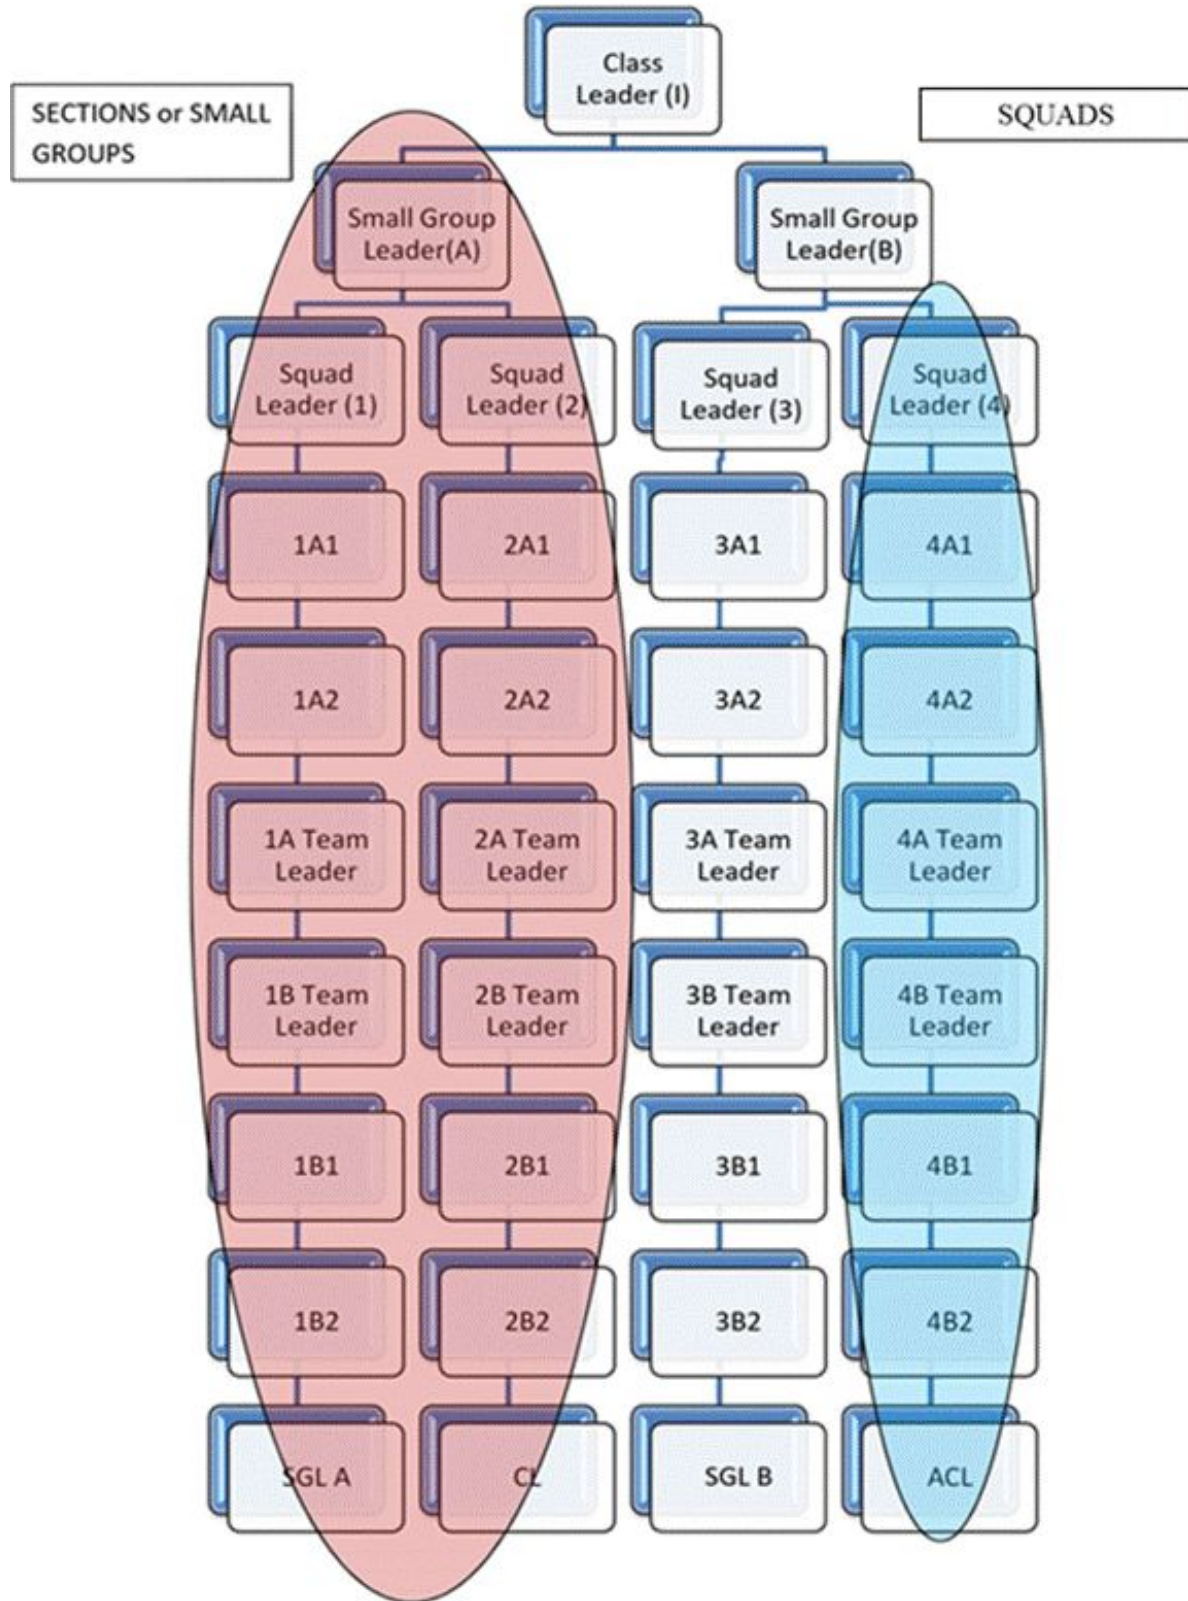 Class
Leader (I)
SECTIONS or SMALL
GROUPS
SQUADS
Small Group
Leader(A)
Small Group
Leader(B)
Squad
Leader (1)
Squad
Leader (2)
Squad
Leader (3)
Squad
Leader (4)
1A1
2A1
3A1
4A1
1A2
2A2
3A2
4A2
1A Team
Leader
2A Team
Leader
3A Team
Leader
4A Team
Leader
1B Team
Leader
2B Team
Leader
3B Team
Leader
4B Team
Leader
1B1
2B1
3B1
4B1
1B2
2B2
3B2
4B2
SGL A
CL
SGL B
ACL